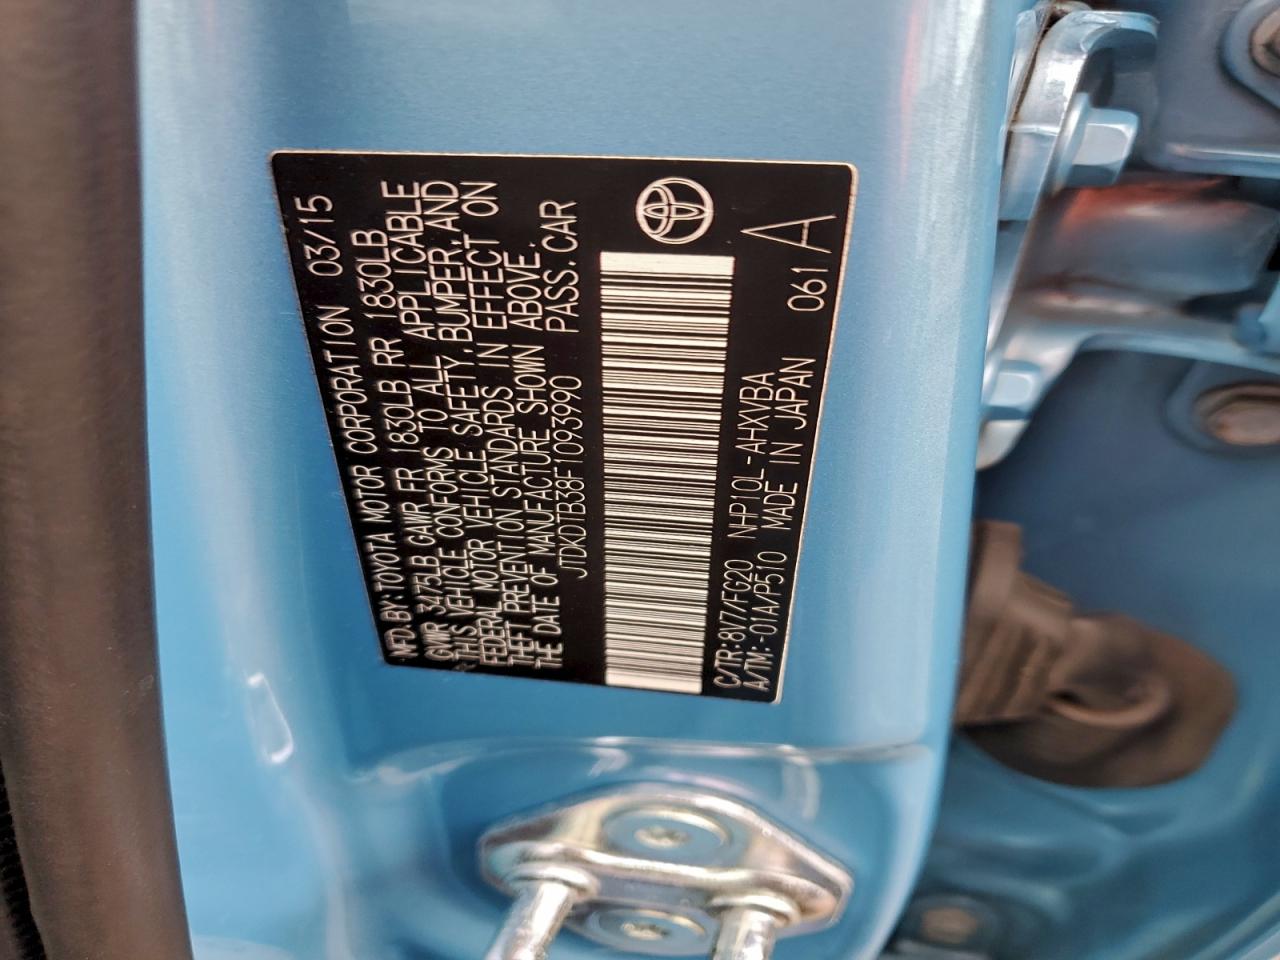 MFD.BY:TOYOTA MOTOR CORPORATION 03/15
GVWR 3475LB GAWR FR 1830LB RR 1830LB
THIS VEHICLE CONFORMS TO ALL APPLICABLE
FEDERAL MOTOR VEHICLE SAFETY,BUMPER,AND
THEFT PREVENTION STANDARDS IN EFFECT ON
THE DATE OF MANUFACTURE SHOWN ABOVE.
JTDKDTB38F1093990 PASS.CAR
C/TR:8V7/FG20 NHP10L-AHXVBA
A/TM:-01A/P510 MADE IN JAPAN 061 A